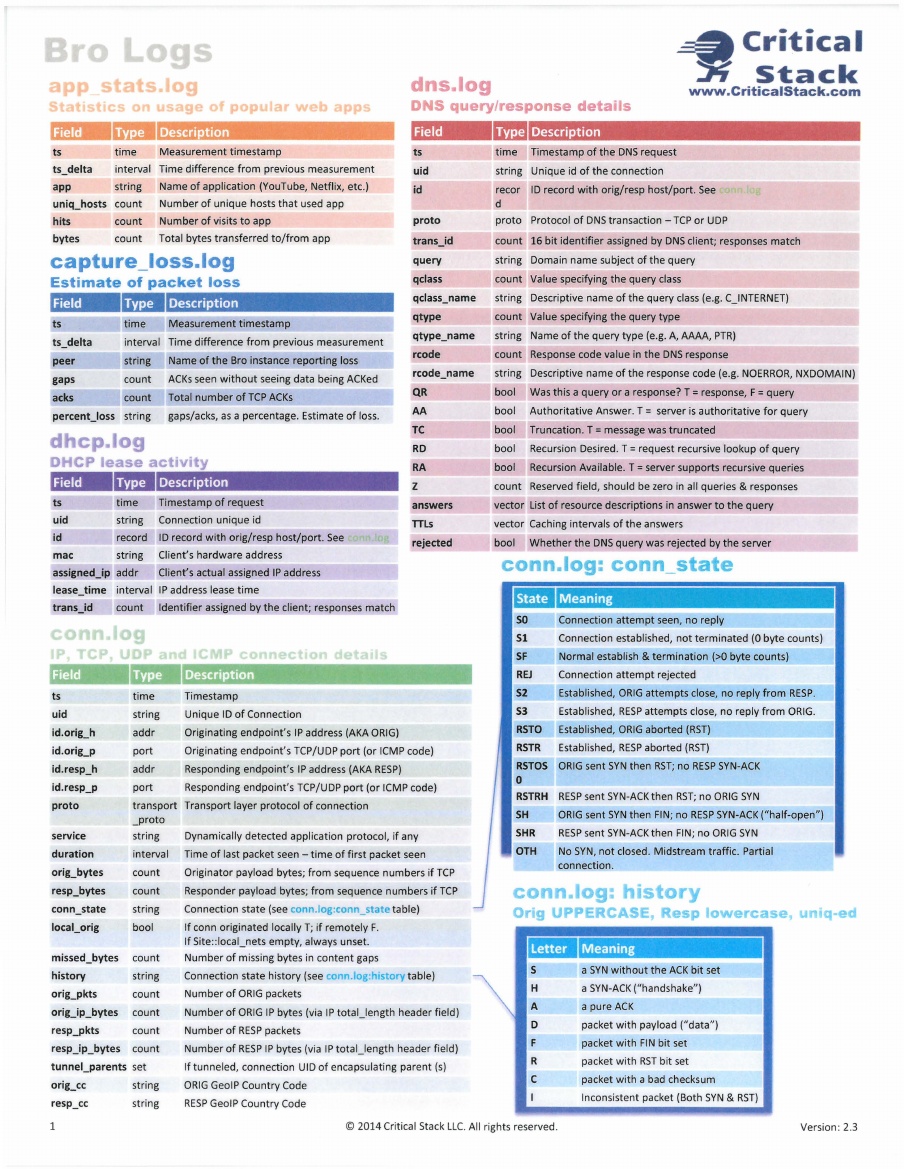 Bro Logs
Critical
Stack
www.CriticalStack.com
app_stats.log
Statistics on usage of popular web apps
Field Type Description
ts time Measurement timestamp
ts_delta interval Time difference from previous measurement
app string Name of application (YouTube, Netflix, etc.)
uniq_hosts count Number of unique hosts that used app
hits count Number of visits to app
bytes count Total bytes transferred to/from app
capture_loss.log
Estimate of packet loss
Field Type Description
ts time Measurement timestamp
ts_delta interval Time difference from previous measurement
peer string Name of the Bro instance reporting loss
gaps count ACKs seen without seeing data being ACKed
acks count Total number of TCP ACKs
percent_loss string gaps/acks, as a percentage. Estimate of loss.
dhcp.log
DHCP lease activity
Field Type Description
ts time Timestamp of request
uid string Connection unique id
id record ID record with orig/resp host/port. See conn.log
mac string Client's hardware address
assigned_ip addr Client's actual assigned IP address
lease_time interval IP address lease time
trans_id count Identifier assigned by the client; responses match
conn.log
IP, TCP, UDP and ICMP connection details
Field Type Description
ts time Timestamp
uid string Unique ID of Connection
id.orig_h addr Originating endpoint's IP address (AKA ORIG)
id.orig_p port Originating endpoint's TCP/UDP port (or ICMP code)
id.resp_h addr Responding endpoint's IP address (AKA RESP)
id.resp_p port Responding endpoint's TCP/UDP port (or ICMP code)
proto transport Transport layer protocol of connection
_proto
service string Dynamically detected application protocol, if any
duration interval Time of last packet seen – time of first packet seen
orig_bytes count Originator payload bytes; from sequence numbers if TCP
resp_bytes count Responder payload bytes; from sequence numbers if TCP
conn_state string Connection state (see conn.log:conn_state table)
local_orig bool If conn originated locally T; if remotely F.
If Site::local_nets empty, always unset.
missed_bytes count Number of missing bytes in content gaps
history string Connection state history (see conn.log:history table)
orig_pkts count Number of ORIG packets
orig_ip_bytes count Number of ORIG IP bytes (via IP total_length header field)
resp_pkts count Number of RESP packets
resp_ip_bytes count Number of RESP IP bytes (via IP total_length header field)
tunnel_parents set If tunneled, connection UID of encapsulating parent (s)
orig_cc string ORIG GeoIP Country Code
resp_cc string RESP GeoIP Country Code
dns.log
DNS query/response details
Field Type Description
ts time Timestamp of the DNS request
uid string Unique id of the connection
id recor ID record with orig/resp host/port. See conn.log
d
proto proto Protocol of DNS transaction – TCP or UDP
trans_id count 16 bit identifier assigned by DNS client; responses match
query string Domain name subject of the query
qclass count Value specifying the query class
qclass_name string Descriptive name of the query class (e.g. C_INTERNET)
qtype count Value specifying the query type
qtype_name string Name of the query type (e.g. A, AAAA, PTR)
rcode count Response code value in the DNS response
rcode_name string Descriptive name of the response code (e.g. NOERROR, NXDOMAIN)
QR bool Was this a query or a response? T = response, F = query
AA bool Authoritative Answer. T = server is authoritative for query
TC bool Truncation. T = message was truncated
RD bool Recursion Desired. T = request recursive lookup of query
RA bool Recursion Available. T = server supports recursive queries
Z count Reserved field, should be zero in all queries & responses
answers vector List of resource descriptions in answer to the query
TTLs vector Caching intervals of the answers
rejected bool Whether the DNS query was rejected by the server
conn.log: conn_state
State Meaning
S0 Connection attempt seen, no reply
S1 Connection established, not terminated (0 byte counts)
SF Normal establish & termination (>0 byte counts)
REJ Connection attempt rejected
S2 Established, ORIG attempts close, no reply from RESP.
S3 Established, RESP attempts close, no reply from ORIG.
RSTO Established, ORIG aborted (RST)
RSTR Established, RESP aborted (RST)
RSTOS ORIG sent SYN then RST; no RESP SYN-ACK
0
RSTRH RESP sent SYN-ACK then RST; no ORIG SYN
SH ORIG sent SYN then FIN; no RESP SYN-ACK ("half-open")
SHR RESP sent SYN-ACK then FIN; no ORIG SYN
OTH No SYN, not closed. Midstream traffic. Partial
connection.
conn.log: history
Orig UPPERCASE, Resp lowercase, uniq-ed
Letter Meaning
S a SYN without the ACK bit set
H a SYN-ACK ("handshake")
A a pure ACK
D packet with payload ("data")
F packet with FIN bit set
R packet with RST bit set
C packet with a bad checksum
I Inconsistent packet (Both SYN & RST)
1
© 2014 Critical Stack LLC. All rights reserved.
Version: 2.3